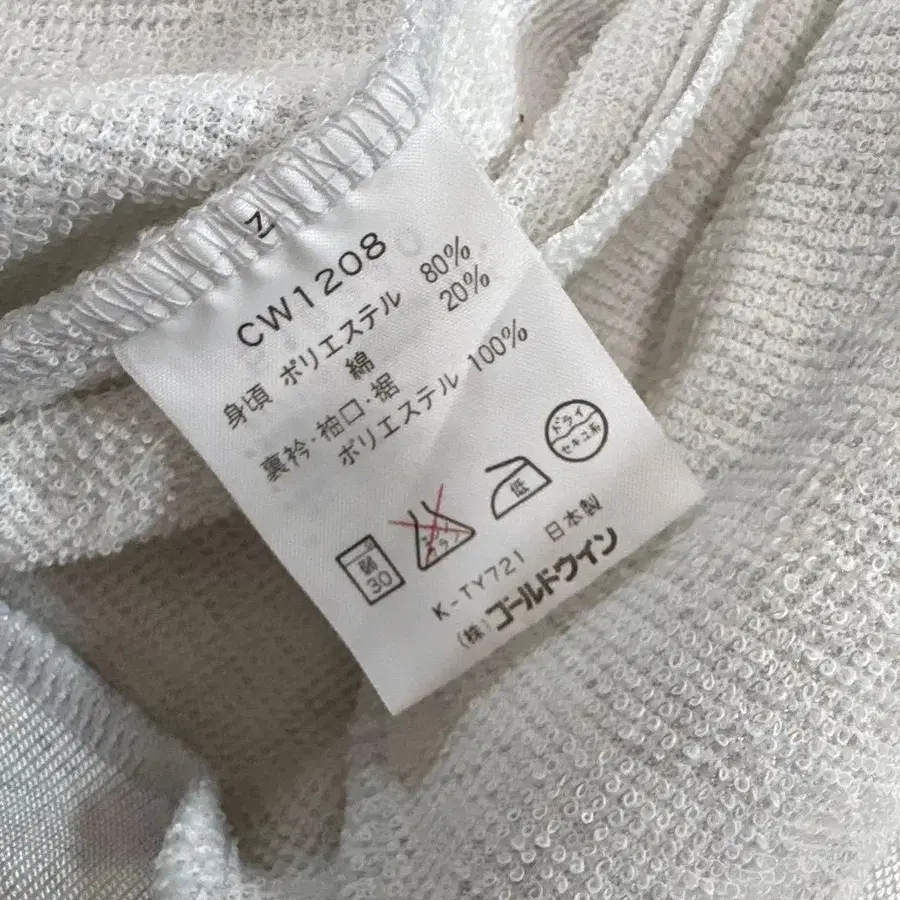 N
CW1208
身頃 ポリエステル 80%
綿 20%
裏衿・袖口・裾
ポリエステル 100%
弱
30
低
ドライ
セキユ系
K-TY721 日本製
(株)ゴールドウイン